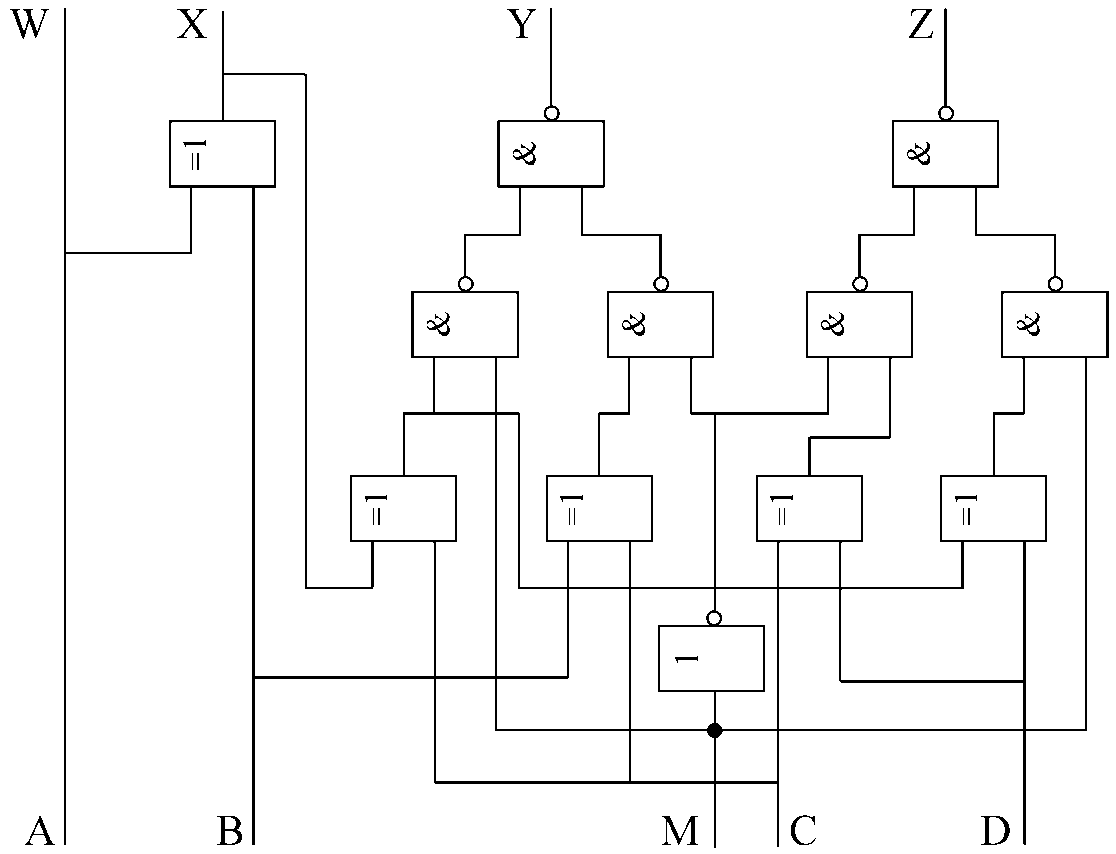 W X Y Z
=1 & &
& & & &
=1 =1 =1 =1
1
A B M C D